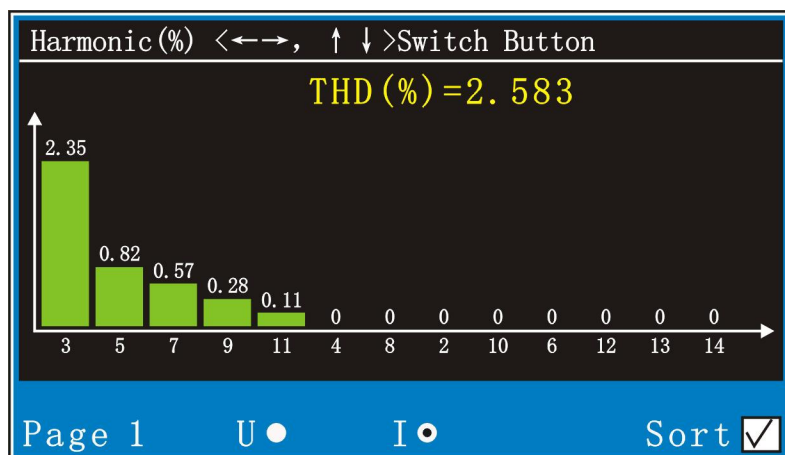 Harmonic(%) <←→, ↑↓>Switch Button
THD(%)=2.583
2.35
0.82
0.57
0.28
0.11
0 0 0 0 0 0 0 0
3 5 7 9 11 4 8 2 10 6 12 13 14
Page 1 U I Sort